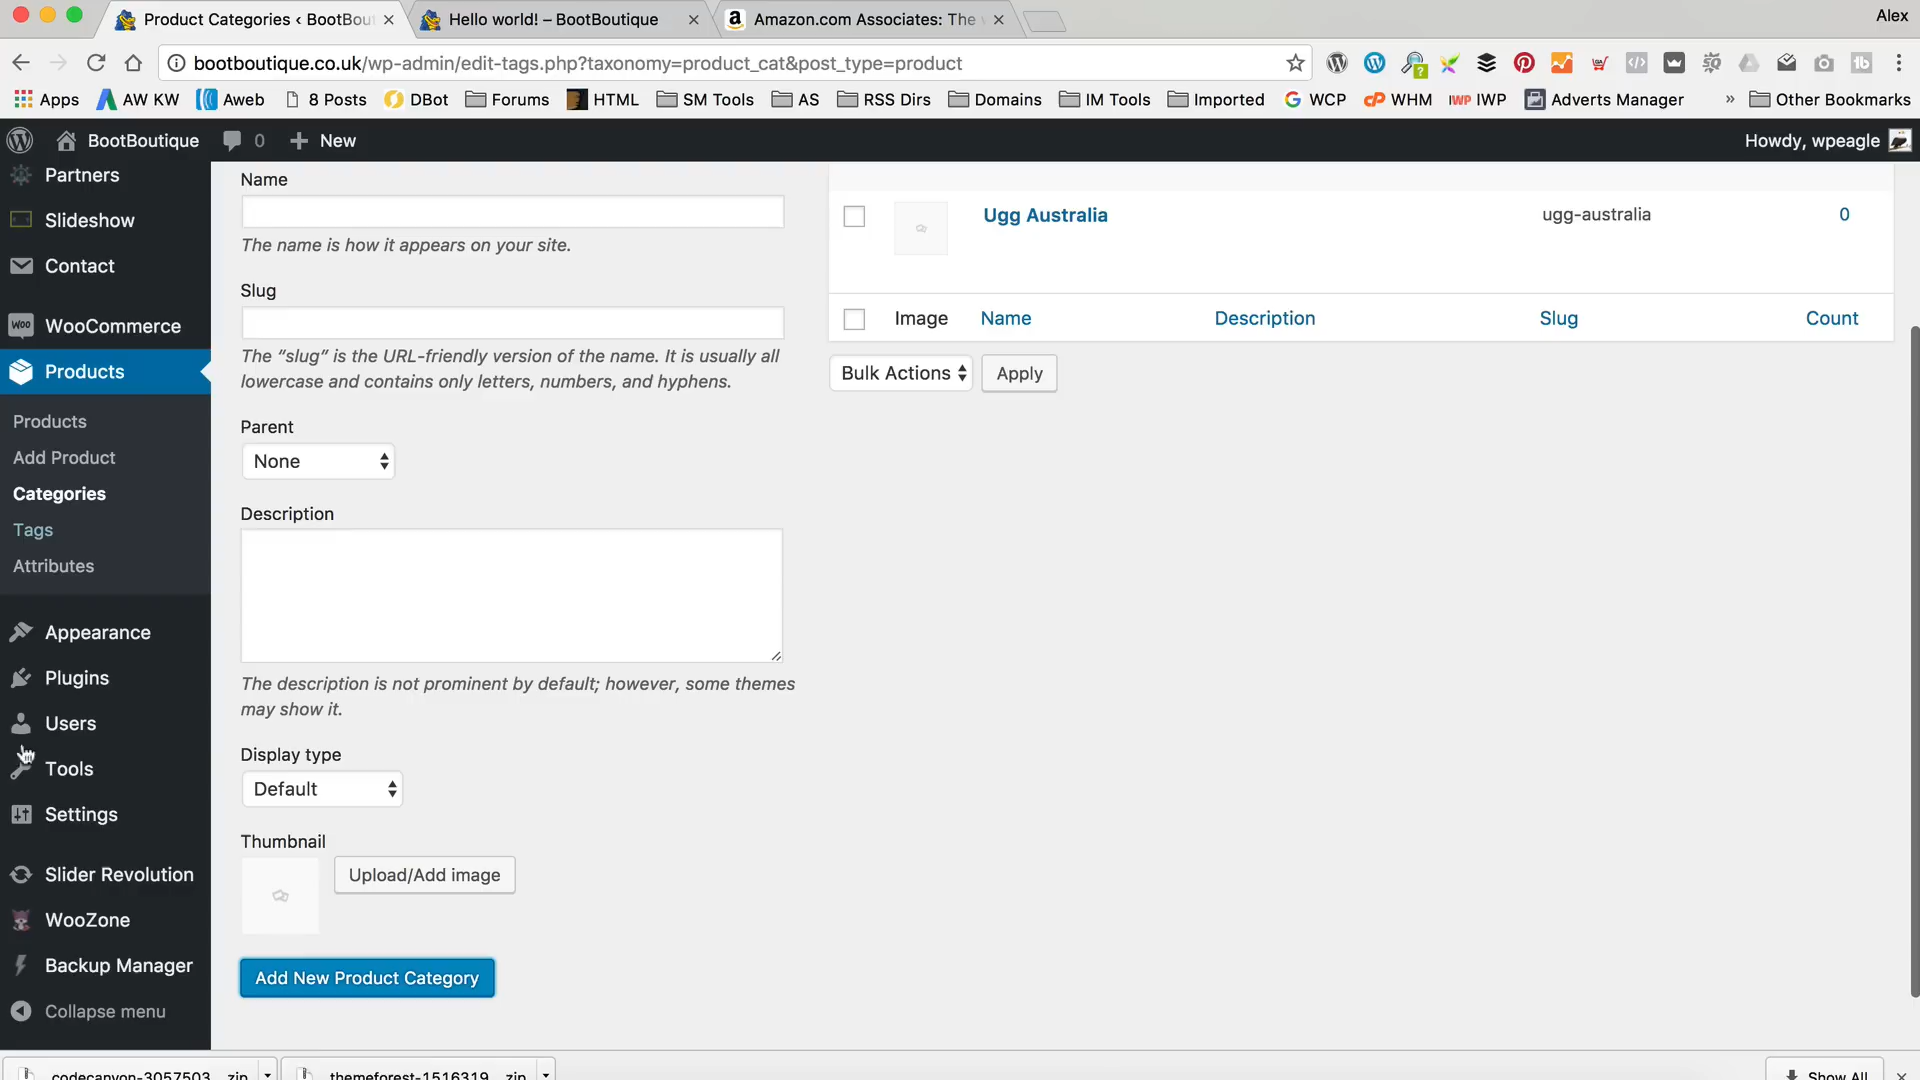 Product Categories ‹ BootBou
Hello world! – BootBoutique
Amazon.com Associates: The
Alex
bootboutique.co.uk/wp-admin/edit-tags.php?taxonomy=product_cat&post_type=product
Apps
AW KW
Aweb
8 Posts
DBot
Forums
HTML
SM Tools
AS
RSS Dirs
Domains
IM Tools
Imported
WCP
WHM
IWP
Adverts Manager
»
Other Bookmarks
BootBoutique
0
New
Howdy, wpeagle
Partners
Slideshow
Contact
WooCommerce
Products
Products
Add Product
Categories
Tags
Attributes
Appearance
Plugins
Users
Tools
Settings
Slider Revolution
WooZone
Backup Manager
Collapse menu
Name
The name is how it appears on your site.
Slug
The “slug” is the URL-friendly version of the name. It is usually all
lowercase and contains only letters, numbers, and hyphens.
Parent
None
Description
The description is not prominent by default; however, some themes
may show it.
Display type
Default
Thumbnail
Upload/Add image
Add New Product Category
Ugg Australia
ugg-australia
0
Image
Name
Description
Slug
Count
Bulk Actions
Apply
codecanyon-3057503....zip
themeforest-1516319....zip
Show All